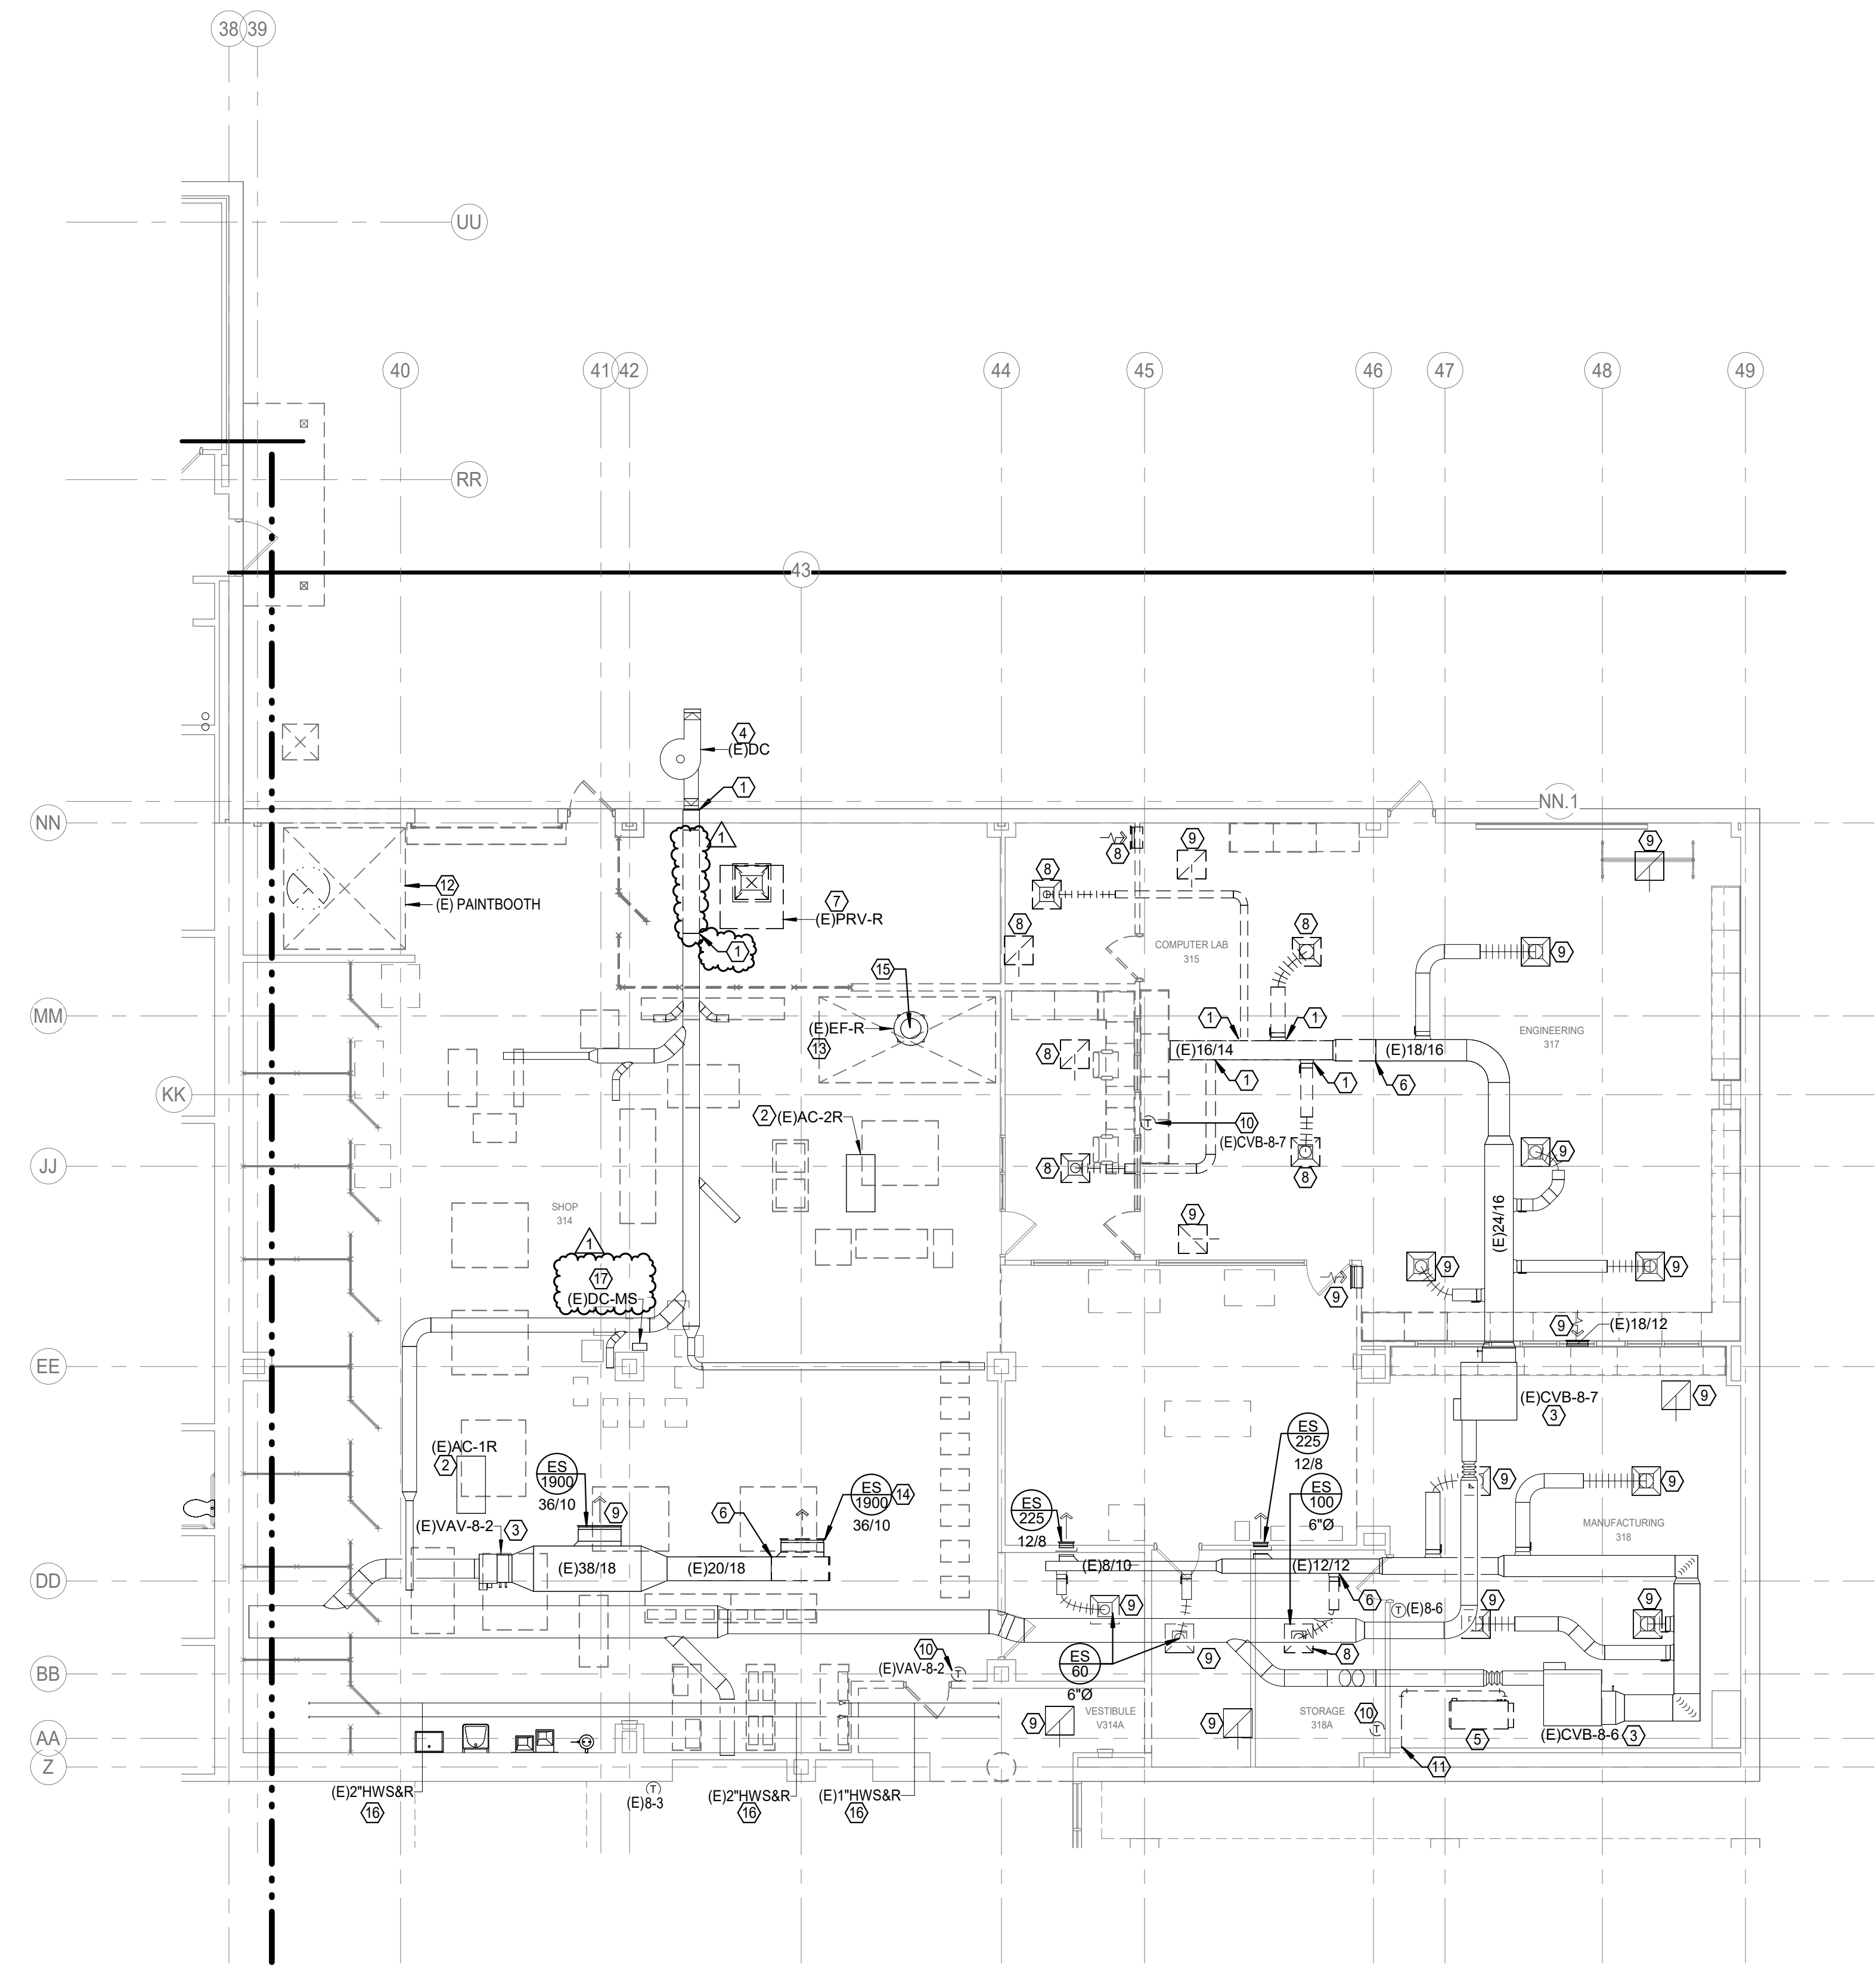 38
39
UU
40
41
42
44
45
46
47
48
49
RR
43
4
(E)DC
1
NN.1
NN
1
9
8
9
8
12
(E) PAINTBOOTH
7
(E)PRV-R
8
1
COMPUTER LAB
315
8
9
15
MM
(E)EF-R
13
1
1
ENGINEERING
317
8
(E)16/14
(E)18/16
1
1
6
KK
2
(E)AC-2R
T
10
(E)CVB-8-7
9
JJ
8
8
SHOP
314
9
(E)24/16
1
17
(E)DC-MS
9
9
9
9
(E)18/12
EE
(E)CVB-8-7
3
9
ES
225
12/8
(E)AC-1R
2
ES
1900
36/10
9
6
ES
1900
14
36/10
ES
225
12/8
ES
100
6"Ø
9
9
(E)VAV-8-2
3
MANUFACTURING
318
DD
(E)38/18
(E)20/18
(E)8/10
(E)12/12
6
9
T
(E)8-6
9
9
10
(E)VAV-8-2
T
ES
60
6"Ø
9
8
BB
VESTIBULE
V314A
9
9
STORAGE
318A
10
T
5
(E)CVB-8-6
3
AA
Z
11
(E)2"HWS&R
16
T
(E)8-3
(E)2"HWS&R
16
(E)1"HWS&R
16